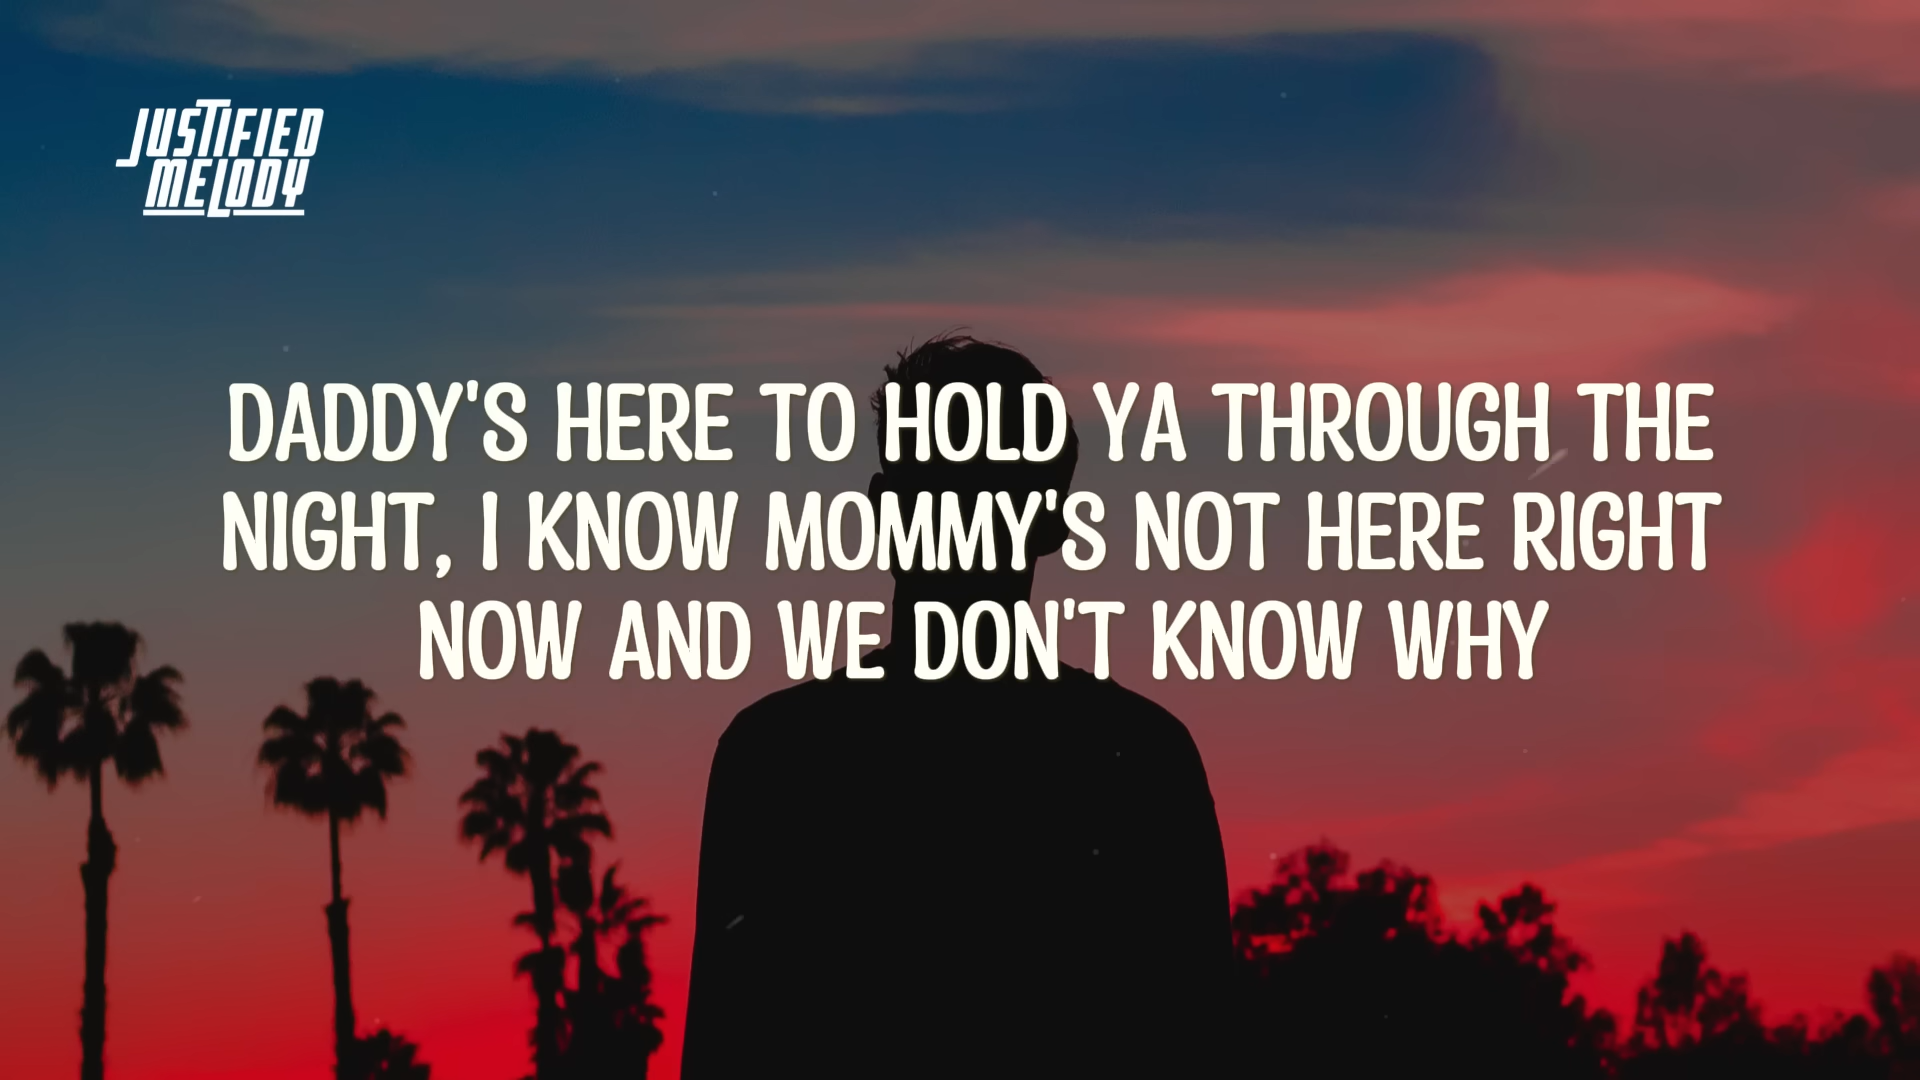 JUSTIFIED
MELODY
DADDY'S HERE TO HOLD YA THROUGH THE
NIGHT, I KNOW MOMMY'S NOT HERE RIGHT
NOW AND WE DON'T KNOW WHY